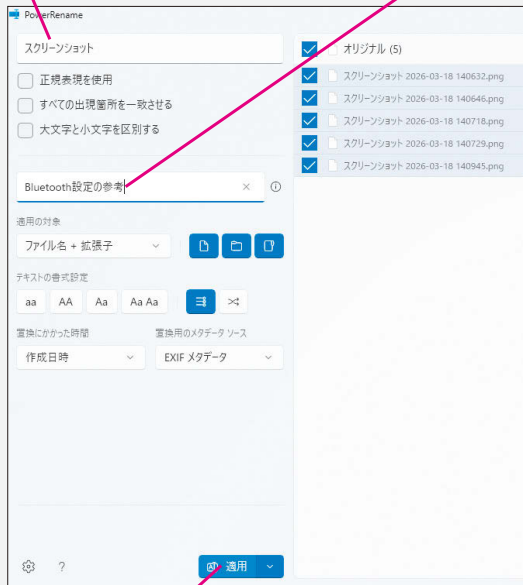 PowerRename
スクリーンショット
正規表現を使用
すべての出現箇所を一致させる
大文字と小文字を区別する
Bluetooth設定の参考
適用の対象
ファイル名 + 拡張子
テキストの書式設定
aa AA Aa Aa Aa
置換にかかった時間 置換用のメタデータ ソース
作成日時 EXIF メタデータ
? 適用
オリジナル (5)
スクリーンショット 2026-03-18 140632.png
スクリーンショット 2026-03-18 140646.png
スクリーンショット 2026-03-18 140718.png
スクリーンショット 2026-03-18 140729.png
スクリーンショット 2026-03-18 140945.png